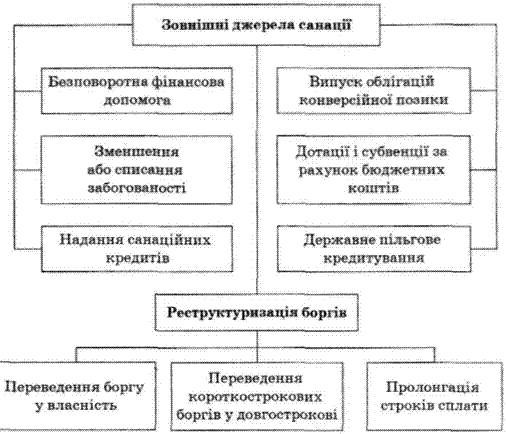 Зовнішні джерела санації
Безповоротна фінансова
допомога
Випуск облігацій
конверсійної позики
Зменшення
або списання
забогованості
Дотації і субвенції за
рахунок бюджетних
коштів
Надання санаційних
кредитів
Державне пільгове
кредитування
Реструктуризація боргів
Переведення боргу
у власність
Переведення
короткострокових
боргів у довгострокові
Пролонгація
строків сплати